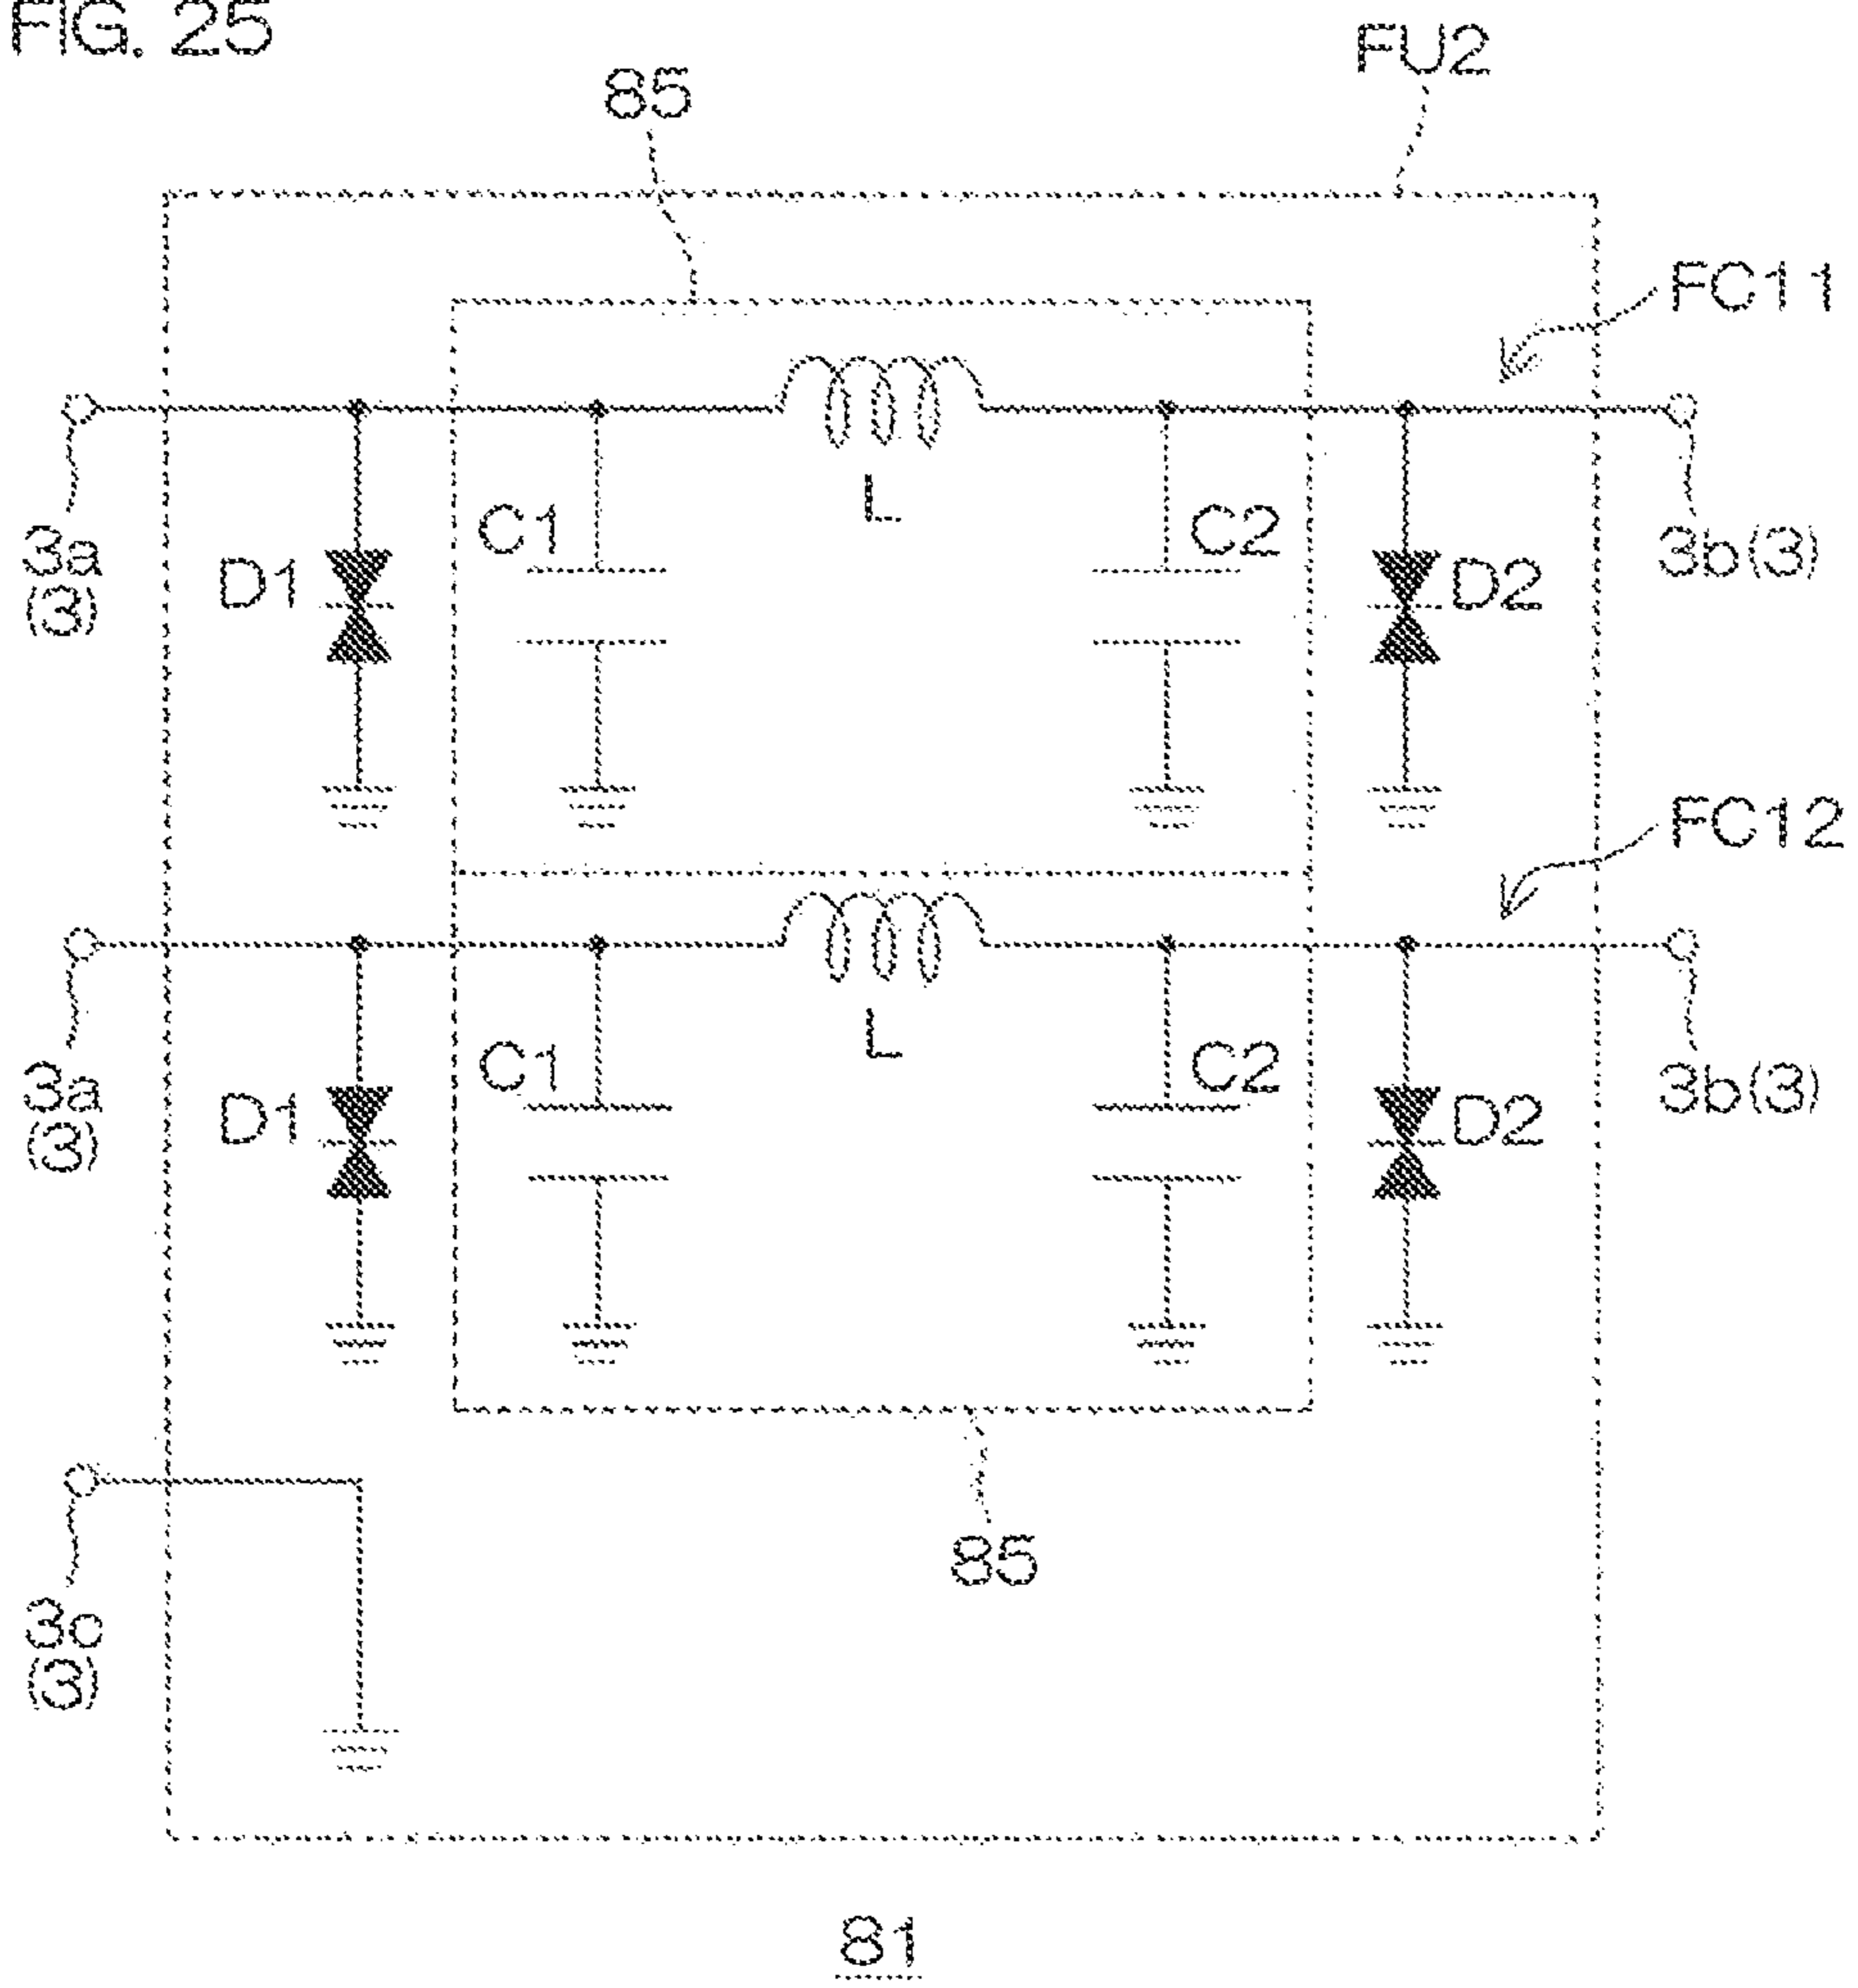 FIG. 25
FU2
85
FC11
L
C1
C2
3a
(3)
D1
D2
3b(3)
FC12
L
C1
C2
3a
(3)
D1
D2
3b(3)
85
3c
(3)
81